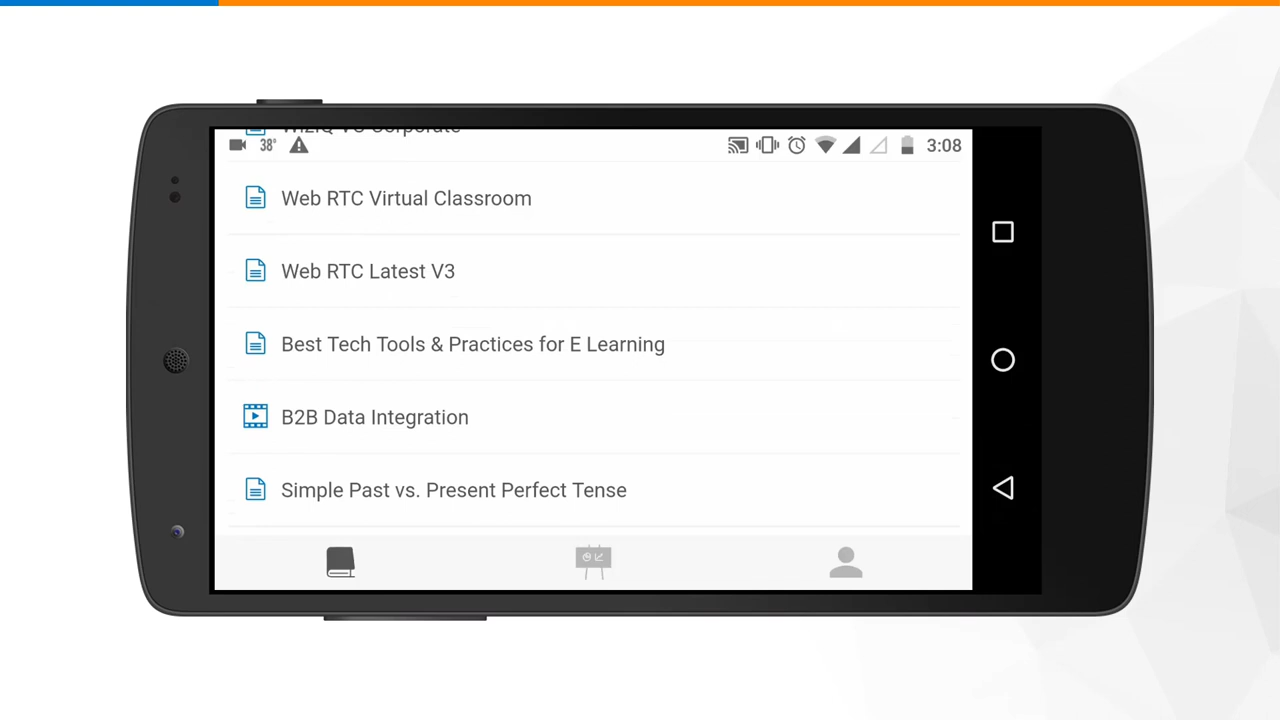 38°
3:08
Web RTC Virtual Classroom
Web RTC Latest V3
Best Tech Tools & Practices for E Learning
B2B Data Integration
Simple Past vs. Present Perfect Tense